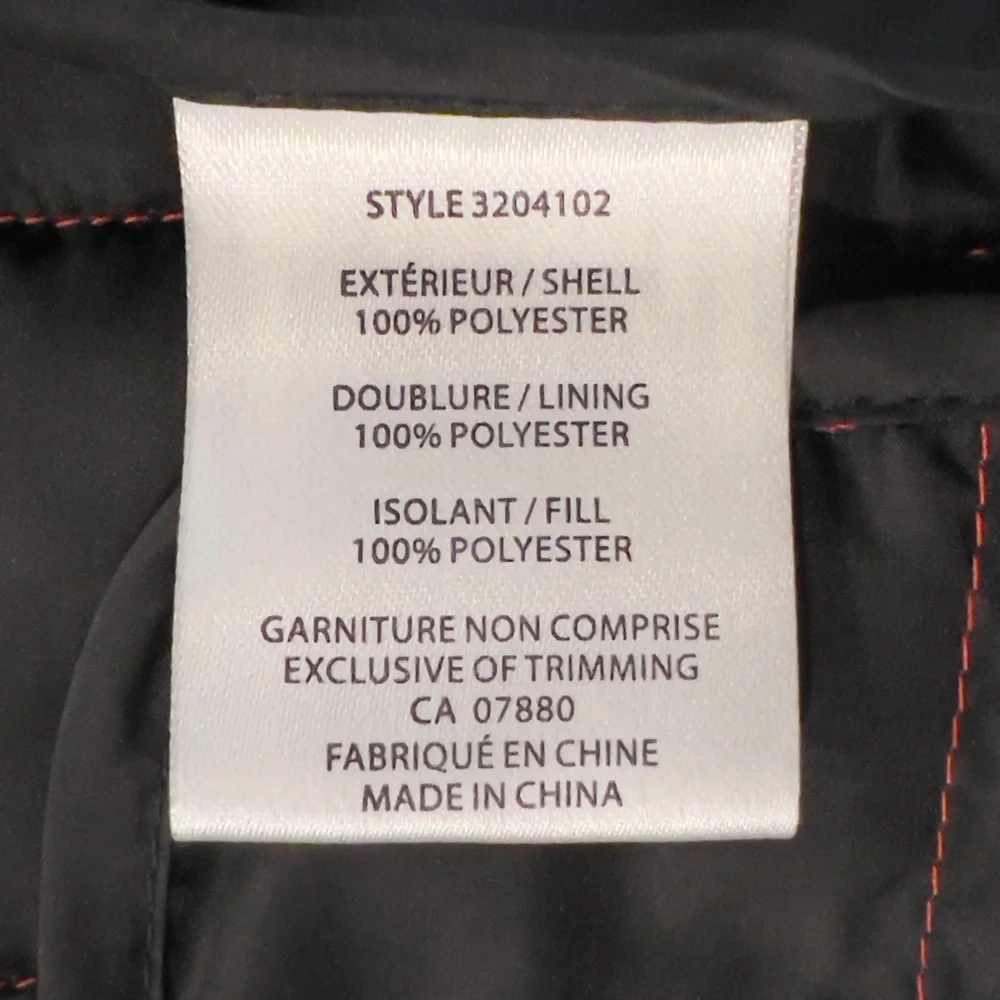 STYLE 3204102
EXTÉRIEUR / SHELL
100% POLYESTER
DOUBLURE / LINING
100% POLYESTER
ISOLANT / FILL
100% POLYESTER
GARNITURE NON COMPRISE
EXCLUSIVE OF TRIMMING
CA 07880
FABRIQUÉ EN CHINE
MADE IN CHINA